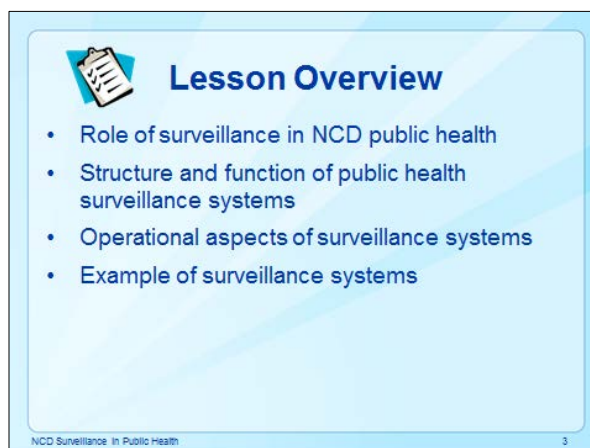 Lesson Overview
• Role of surveillance in NCD public health
• Structure and function of public health
surveillance systems
• Operational aspects of surveillance systems
• Example of surveillance systems
NCD Surveillance in Public Health
3